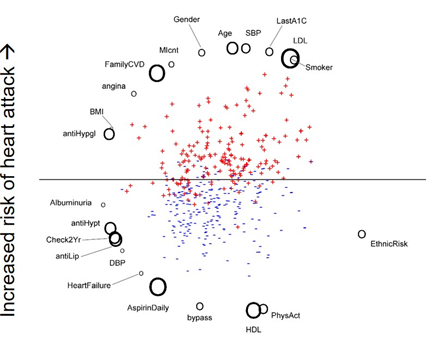 Increased risk of heart attack →
Gender
LastA1C
Age
SBP
MIcnt
LDL
FamilyCVD
Smoker
angina
BMI
antiHypgl
Alburninuria
antiHypt
Check2Yr
EthnicRisk
antiLip
DBP
HeartFailure
AspirinDaily
bypass
PhysAct
HDL